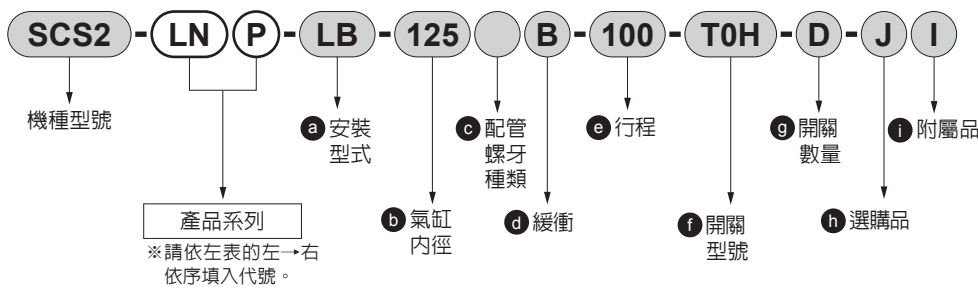 SCS2-LNP-LB-125 B-100-T0H-D-JI
機種型號
產品系列
※請依左表的左→右
依序填入代號。
a 安裝
型式
b 氣缸
內徑
c 配管
螺牙
種類
d 緩衝
e 行程
f 開關
型號
g 開關
數量
h 選購品
i 附屬品